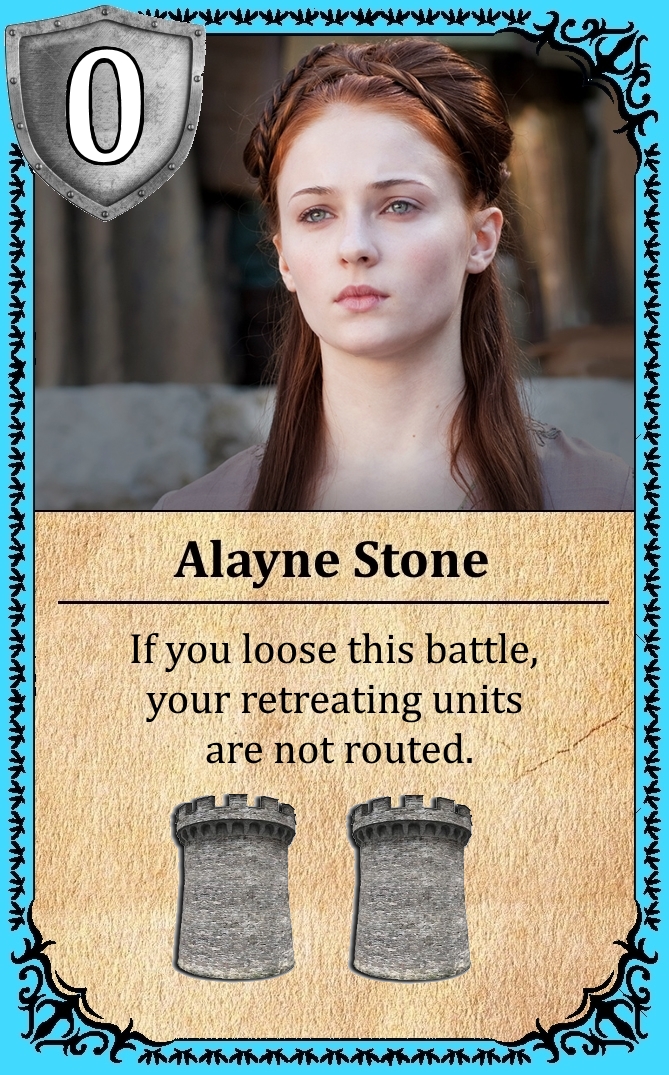 0
Alayne Stone
If you loose this battle,
your retreating units
are not routed.